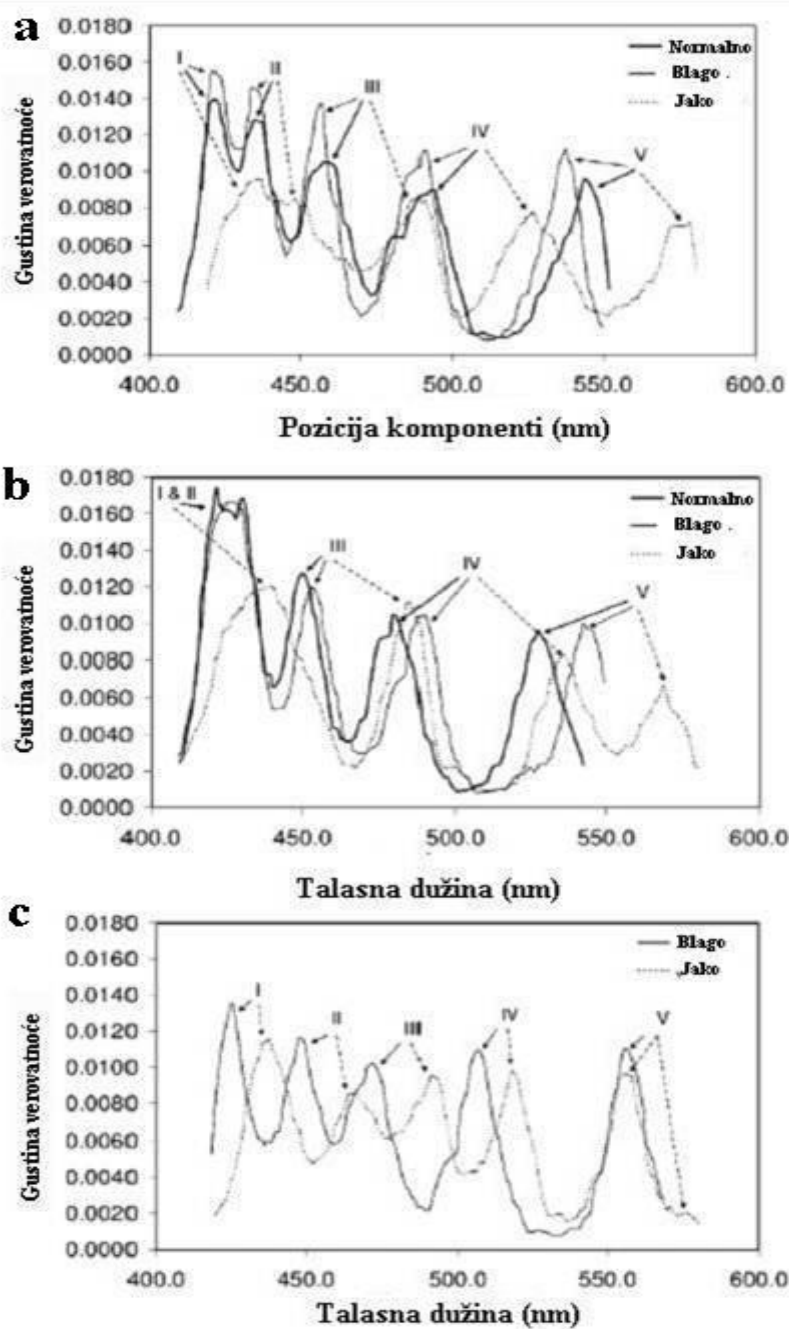 a
0.0180
0.0160
0.0140
0.0120
0.0100
0.0080
0.0060
0.0040
0.0020
0.0000
Gustina verovatnoće
I
II
III
IV
V
Normalno
Blago .
Jako
400.0 450.0 500.0 550.0 600.0
Pozicija komponenti (nm)
b
0.0180
0.0160
0.0140
0.0120
0.0100
0.0080
0.0060
0.0040
0.0020
0.0000
Gustina verovatnoće
I & II
III
IV
V
Normalno
Blago .
Jako
400.0 450.0 500.0 550.0 600.0
Talasna dužina (nm)
c
0.0180
0.0160
0.0140
0.0120
0.0100
0.0080
0.0060
0.0040
0.0020
0.0000
Gustina verovatnoće
I
II
III
IV
V
Blago
Jako
400.0 450.0 500.0 550.0 600.0
Talasna dužina (nm)